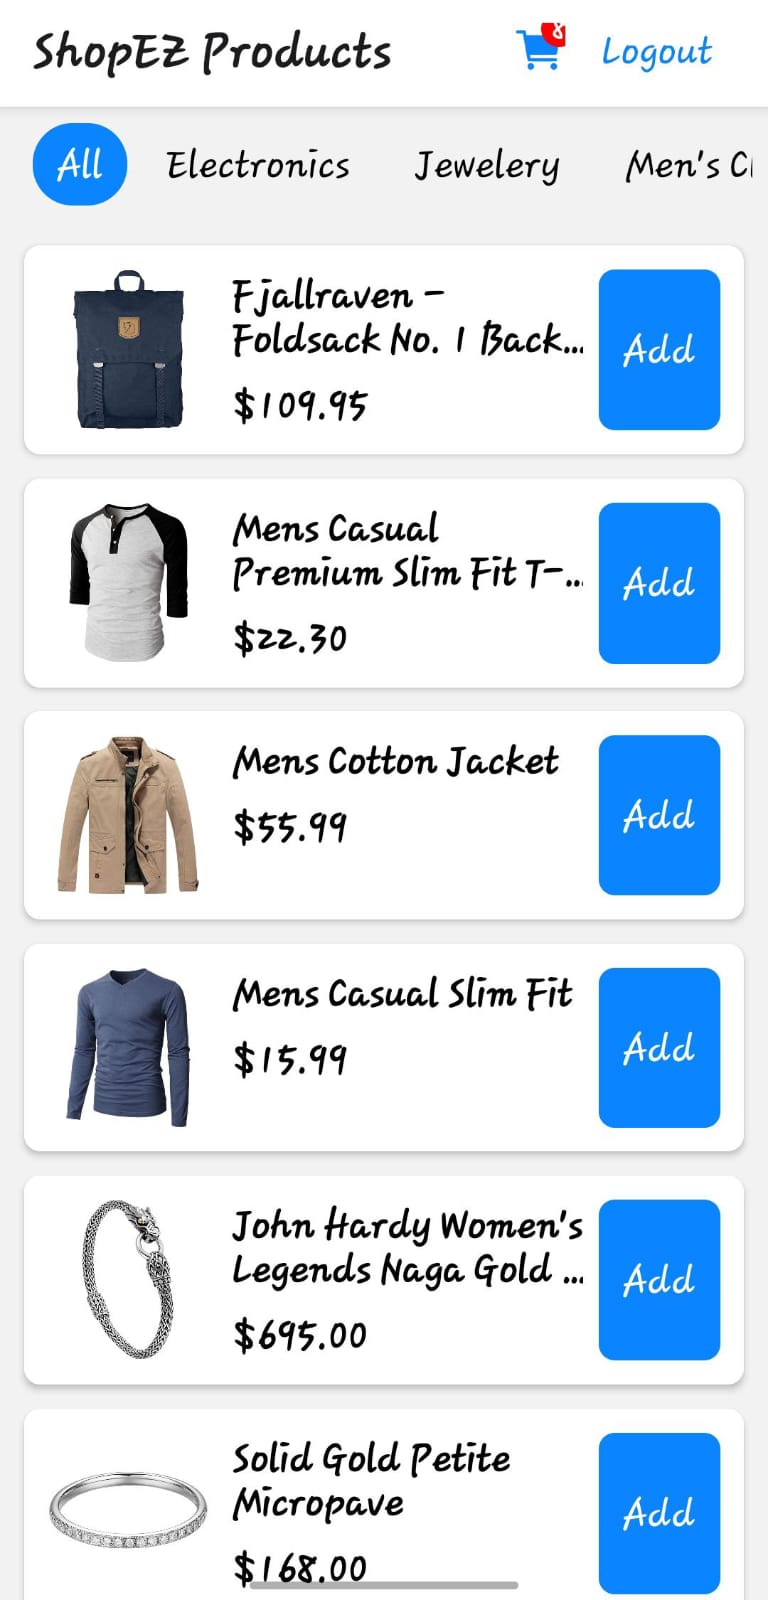 ShopEZ Products
8
Logout
All
Electronics
Jewelery
Men's Cl
Fjallraven -
Foldsack No. 1 Back...
$109.95
Add
Mens Casual
Premium Slim Fit T-...
$22.30
Add
Mens Cotton Jacket
$55.99
Add
Mens Casual Slim Fit
$15.99
Add
John Hardy Women's
Legends Naga Gold ...
$695.00
Add
Solid Gold Petite
Micropave
$168.00
Add